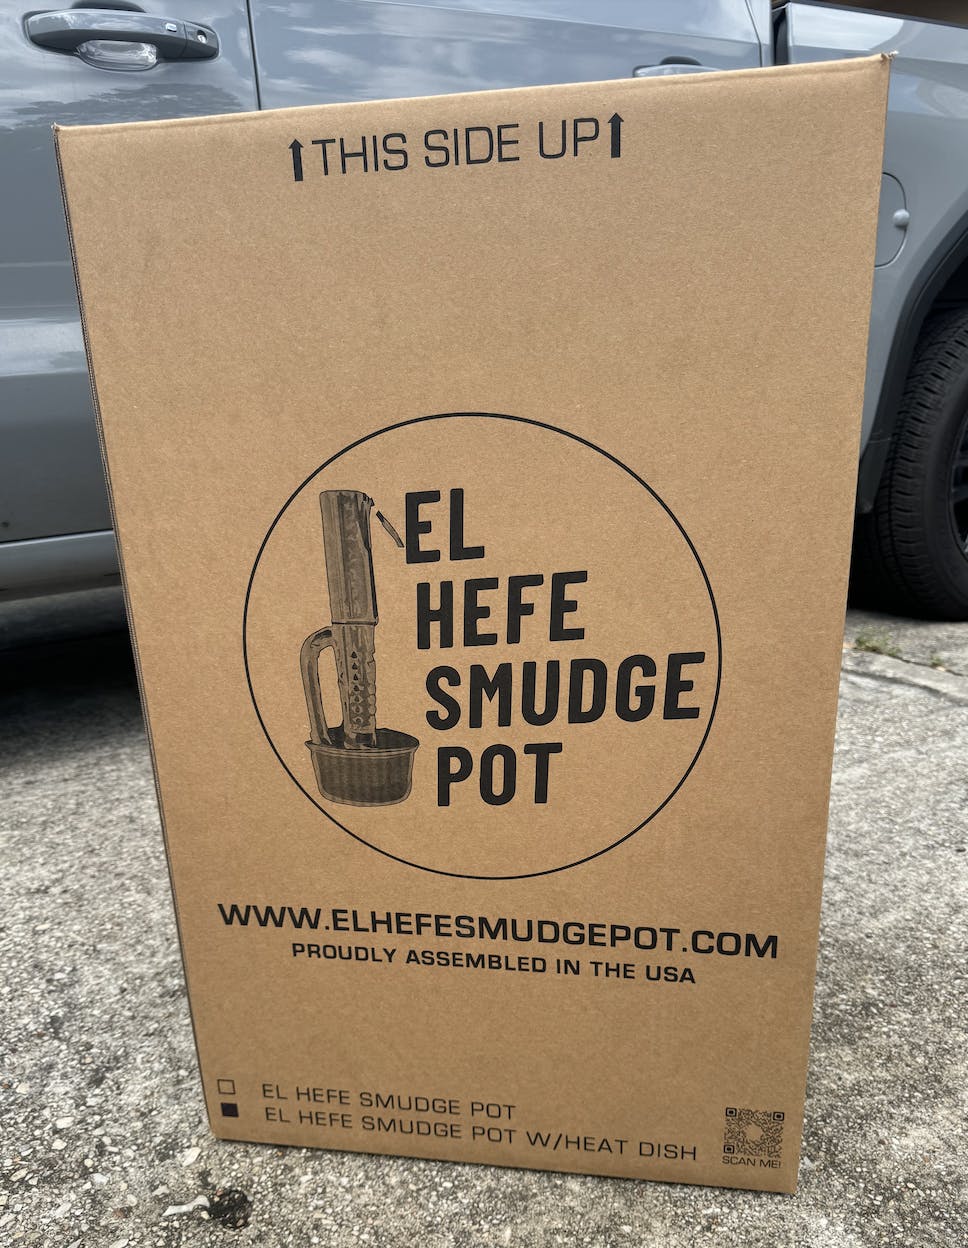 ↑THIS SIDE UP↑
EL
HEFE
SMUDGE
POT
WWW.ELHEFESMUDGEPOT.COM
PROUDLY ASSEMBLED IN THE USA
☐ EL HEFE SMUDGE POT
■ EL HEFE SMUDGE POT W/HEAT DISH
SCAN ME!